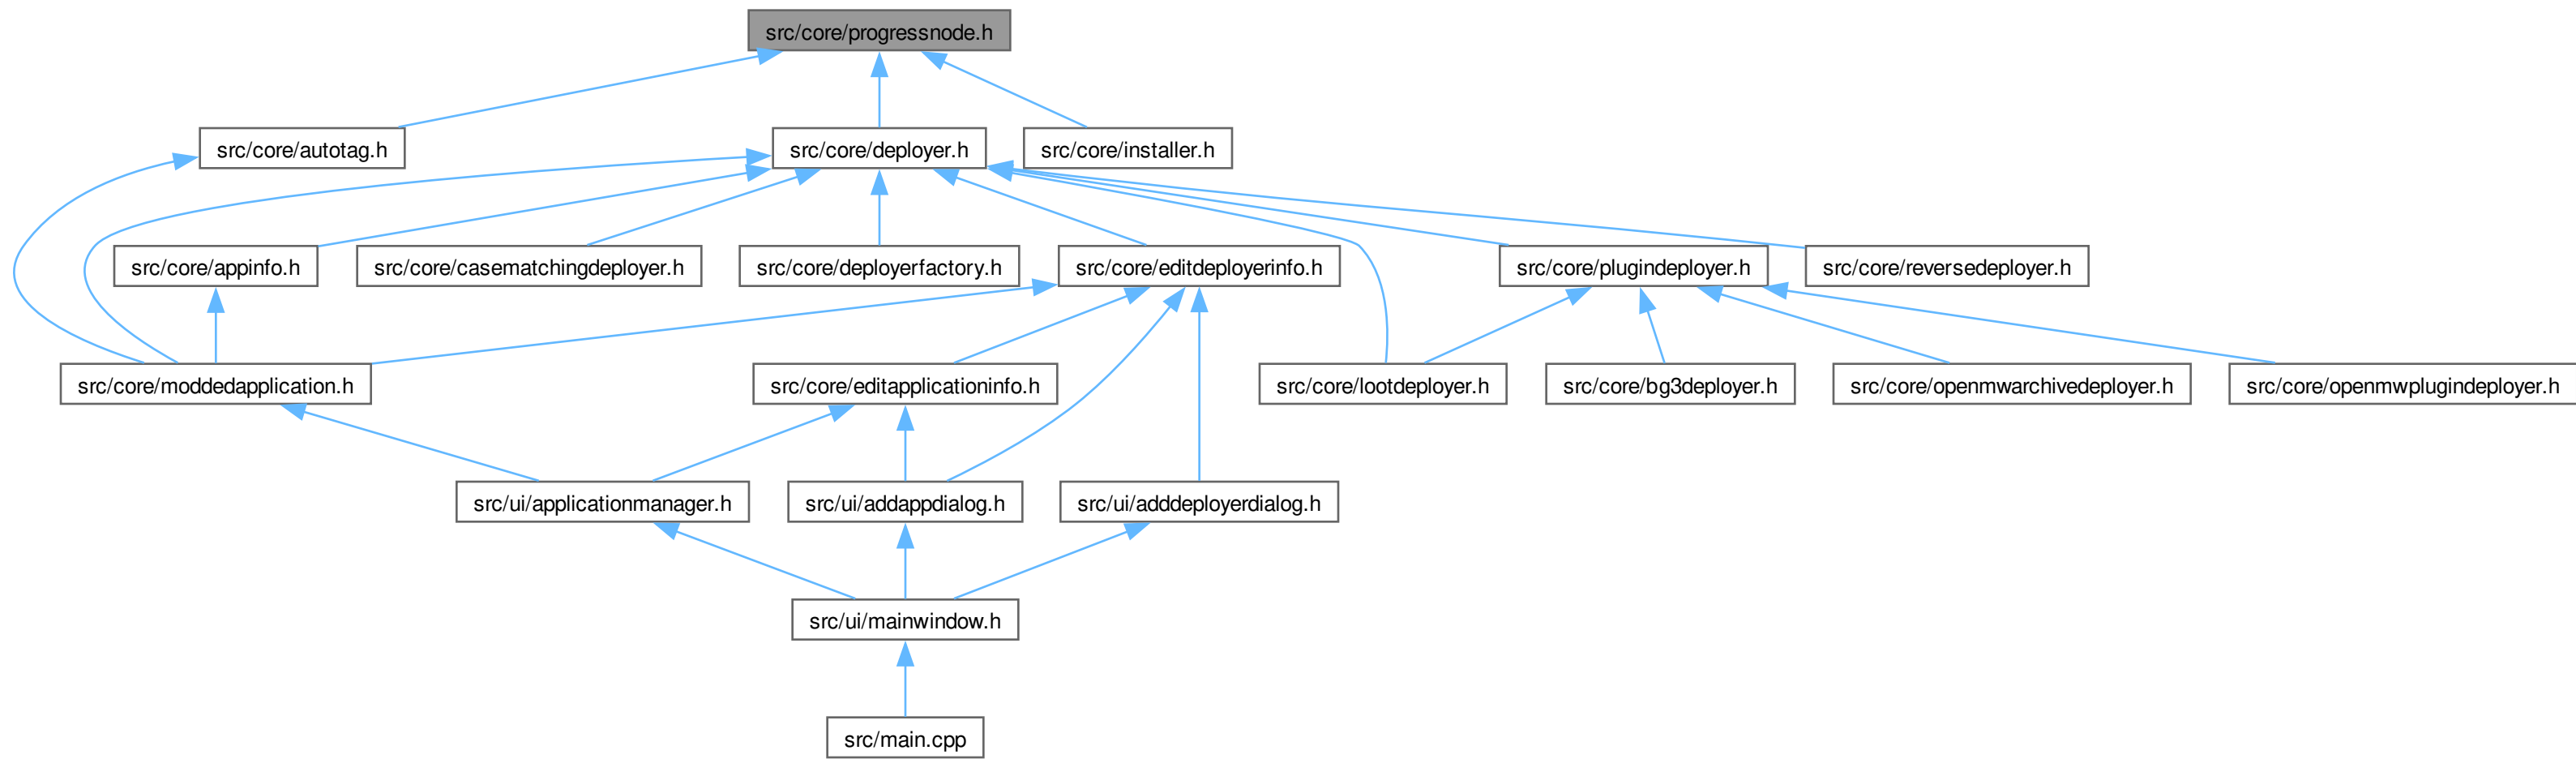 src/core/progressnode.h
src/core/autotag.h
src/core/deployer.h
src/core/installer.h
src/core/appinfo.h
src/core/casematchingdeployer.h
src/core/deployerfactory.h
src/core/editdeployerinfo.h
src/core/plugindeployer.h
src/core/reversedeployer.h
src/core/moddedapplication.h
src/core/editapplicationinfo.h
src/core/lootdeployer.h
src/core/bg3deployer.h
src/core/openmwarchivedeployer.h
src/core/openmwplugindeployer.h
src/ui/applicationmanager.h
src/ui/addappdialog.h
src/ui/adddeployerdialog.h
src/ui/mainwindow.h
src/main.cpp